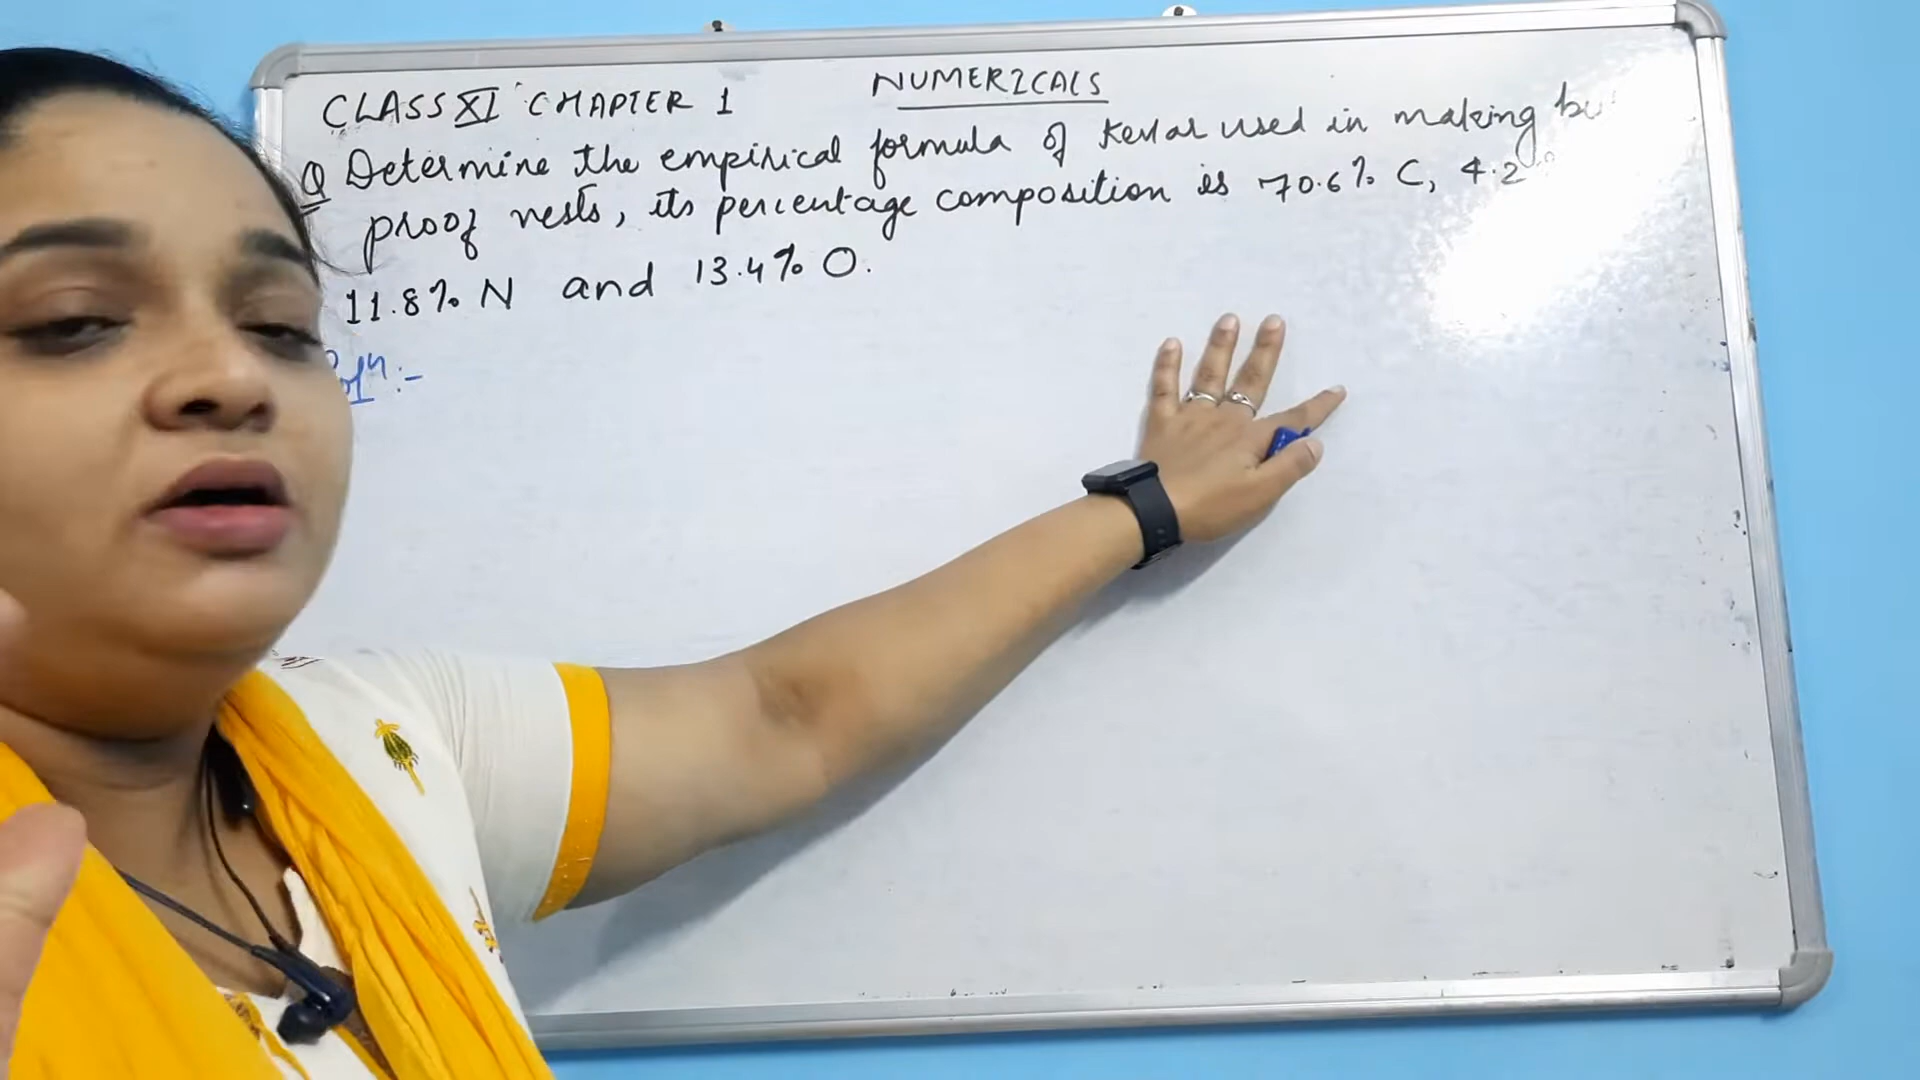 CLASS XI CHAPTER 1
NUMERICALS
Q Determine the empirical formula of Kevlar used in making
proof vests, its percentage composition is 70.6% C, 4.2
11.8% N and 13.4% O.
Solⁿ:-